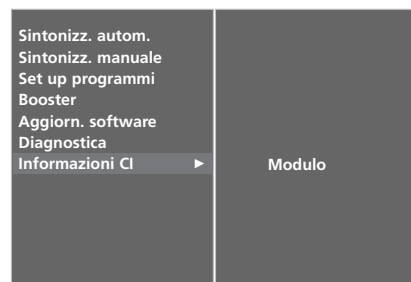 Sintonizz. autom.
Sintonizz. manuale
Set up programmi
Booster
Aggiorn. software
Diagnostica
Informazioni CI ►
Modulo